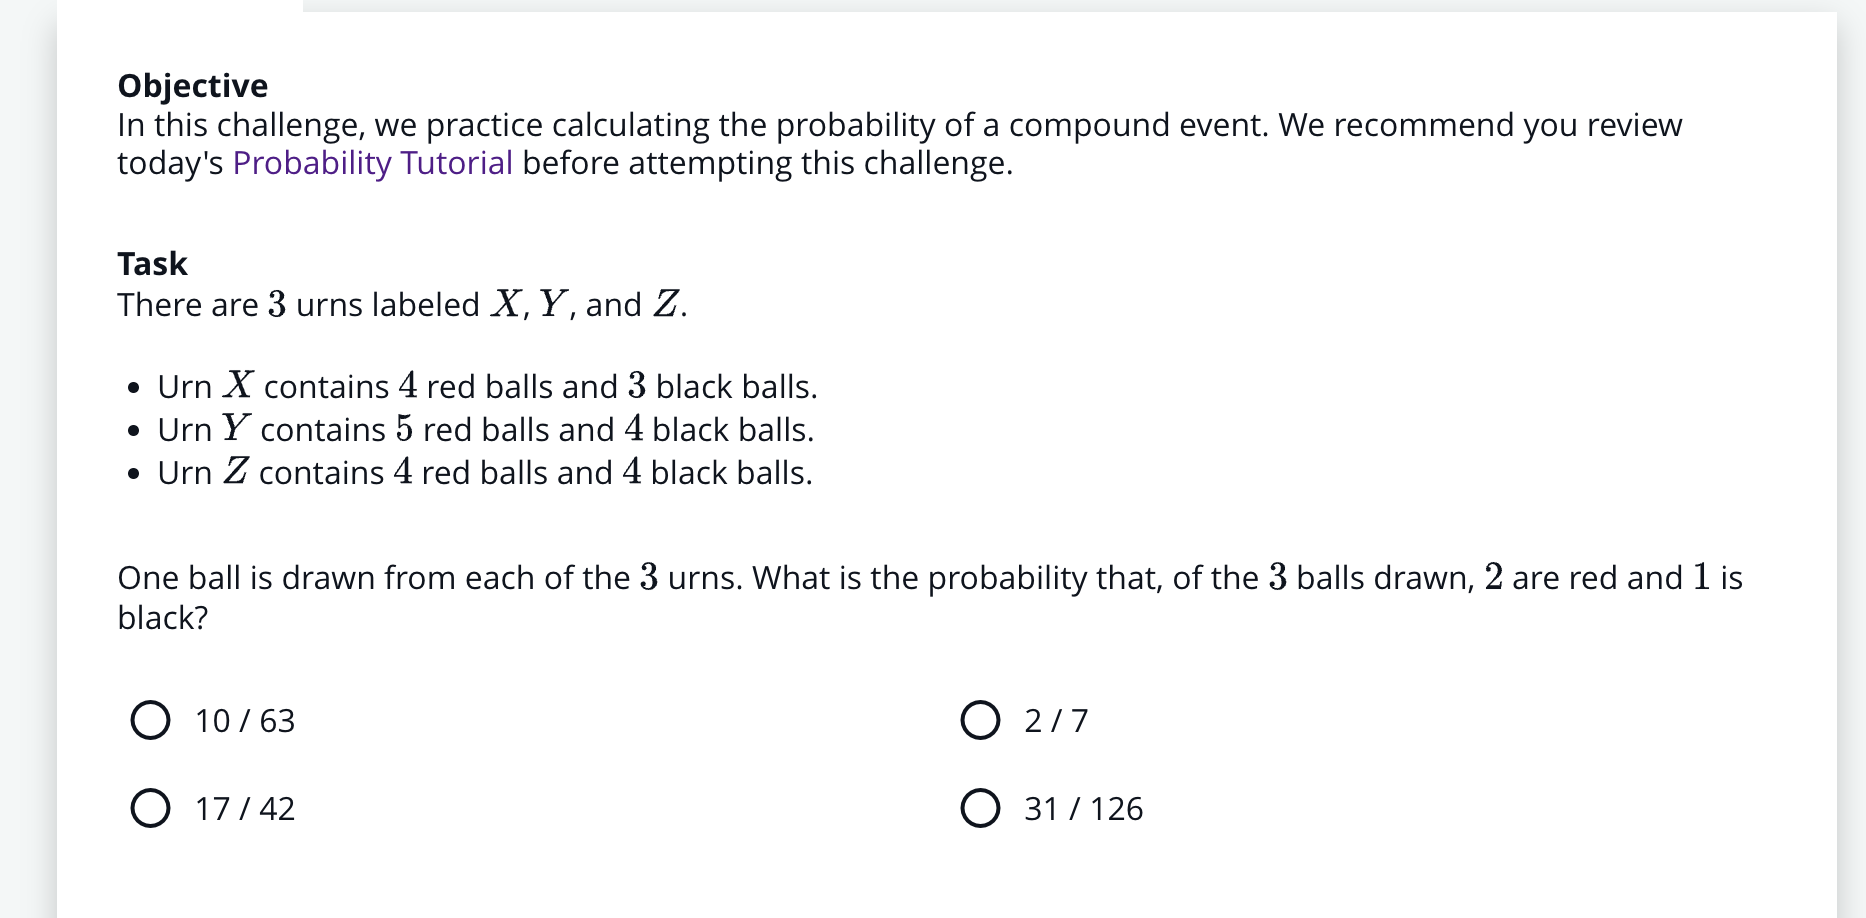 Objective
In this challenge, we practice calculating the probability of a compound event. We recommend you review
today's Probability Tutorial before attempting this challenge.
Task
There are 3 urns labeled X, Y, and Z.
• Urn X contains 4 red balls and 3 black balls.
• Urn Y contains 5 red balls and 4 black balls.
• Urn Z contains 4 red balls and 4 black balls.
One ball is drawn from each of the 3 urns. What is the probability that, of the 3 balls drawn, 2 are red and 1 is
black?
10 / 63
2 / 7
17 / 42
31 / 126